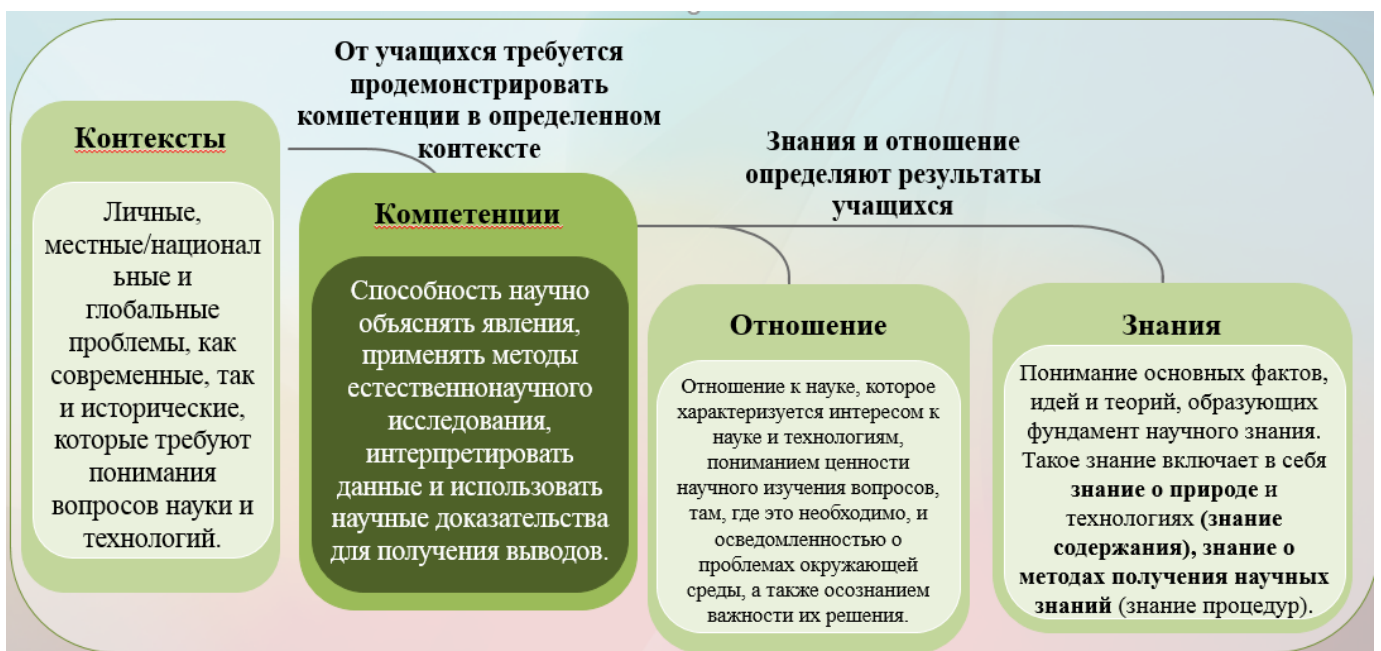 От учащихся требуется
продемонстрировать
компетенции в определенном
контексте
Контексты
Личные,
местные/национал
ьные и
глобальные
проблемы, как
современные, так
и исторические,
которые требуют
понимания
вопросов науки и
технологий.
Компетенции
Способность научно
объяснять явления,
применять методы
естественнонаучного
исследования,
интерпретировать
данные и использовать
научные доказательства
для получения выводов.
Знания и отношение
определяют результаты
учащихся
Отношение
Отношение к науке, которое
характеризуется интересом к
науке и технологиям,
пониманием ценности
научного изучения вопросов,
там, где это необходимо, и
осведомленностью о
проблемах окружающей
среды, а также осознанием
важности их решения.
Знания
Понимание основных фактов,
идей и теорий, образующих
фундамент научного знания.
Такое знание включает в себя
знание о природе и
технологиях (знание
содержания), знание о
методах получения научных
знаний (знание процедур).